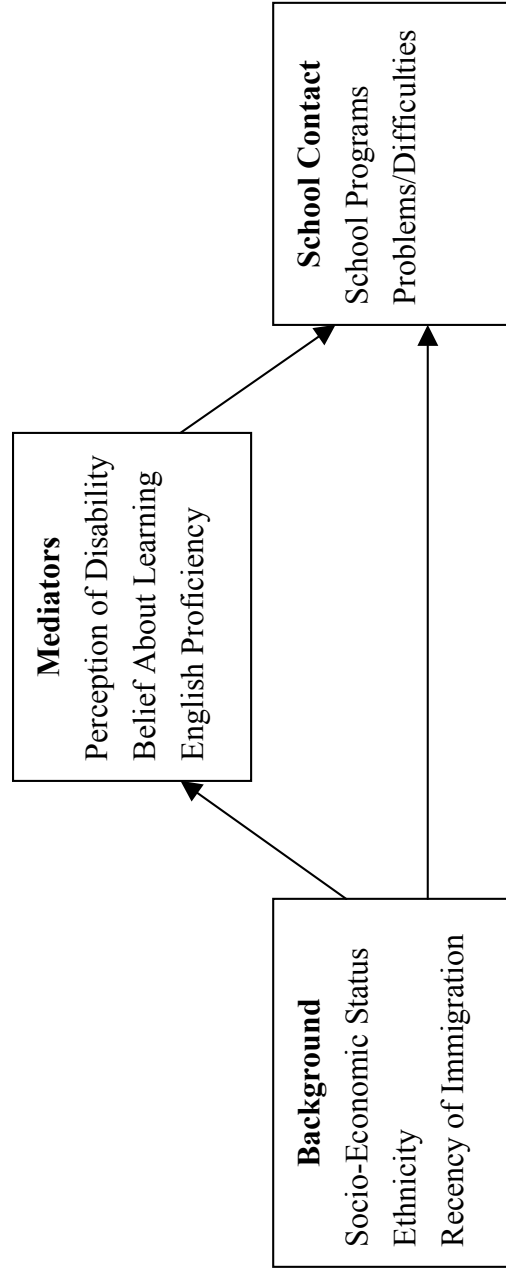 Background
Socio-Economic Status
Ethnicity
Recency of Immigration
Mediators
Perception of Disability
Belief About Learning
English Proficiency
School Contact
School Programs
Problems/Difficulties